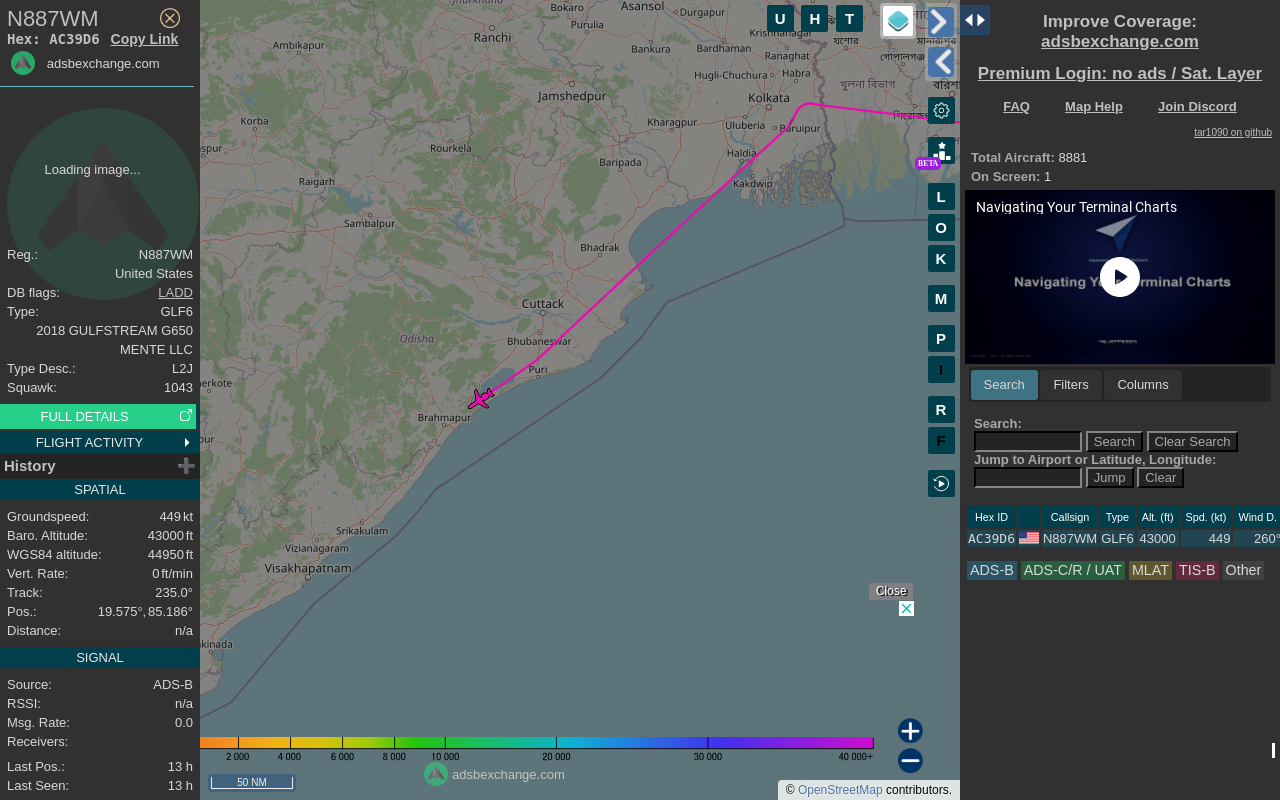 N887WM
Hex: AC39D6 Copy Link
adsbexchange.com
Loading image...
Reg.: N887WM
United States
DB flags: LADD
Type: GLF6
2018 GULFSTREAM G650
MENTE LLC
Type Desc.: L2J
Squawk: 1043
FULL DETAILS
FLIGHT ACTIVITY
History
SPATIAL
Groundspeed: 449 kt
Baro. Altitude: 43000 ft
WGS84 altitude: 44950 ft
Vert. Rate: 0 ft/min
Track: 235.0°
Pos.: 19.575°, 85.186°
Distance: n/a
SIGNAL
Source: ADS-B
RSSI: n/a
Msg. Rate: 0.0
Receivers:
Last Pos.: 13 h
Last Seen: 13 h
Jharkhand
Bokaro
Asansol
Durgapur
Purulia
Ranchi
Ambikapur
Bankura
Bardhaman
Krishnanagar
যশোর
Ranaghat
গোপালগঞ্জ
Hugli-Chuchura
Habra
খুলনা বিভাগ
Jamshedpur
Kolkata
Korba
Kharagpur
Uluberia
Baruipur
Rourkela
Haldia
Baripada
Kakdwip
Raigarh
Sambalpur
Bhadrak
Cuttack
Odisha
Bhubaneswar
Puri
Brahmapur
Srikakulam
Vizianagaram
Visakhapatnam
U H T
BETA
L
O
K
M
P
I
R
F
Close
2 000 4 000 6 000 8 000 10 000 20 000 30 000 40 000+
50 NM
adsbexchange.com
© OpenStreetMap contributors.
Improve Coverage:
adsbexchange.com
Premium Login: no ads / Sat. Layer
FAQ Map Help Join Discord
tar1090 on github
Total Aircraft: 8881
On Screen: 1
Navigating Your Terminal Charts
Navigating Your Terminal Charts
JEPPESEN
Search Filters Columns
Search:
Search Clear Search
Jump to Airport or Latitude, Longitude:
Jump Clear
Hex ID Callsign Type Alt. (ft) Spd. (kt) Wind D.
AC39D6 N887WM GLF6 43000 449 260°
ADS-B ADS-C/R / UAT MLAT TIS-B Other